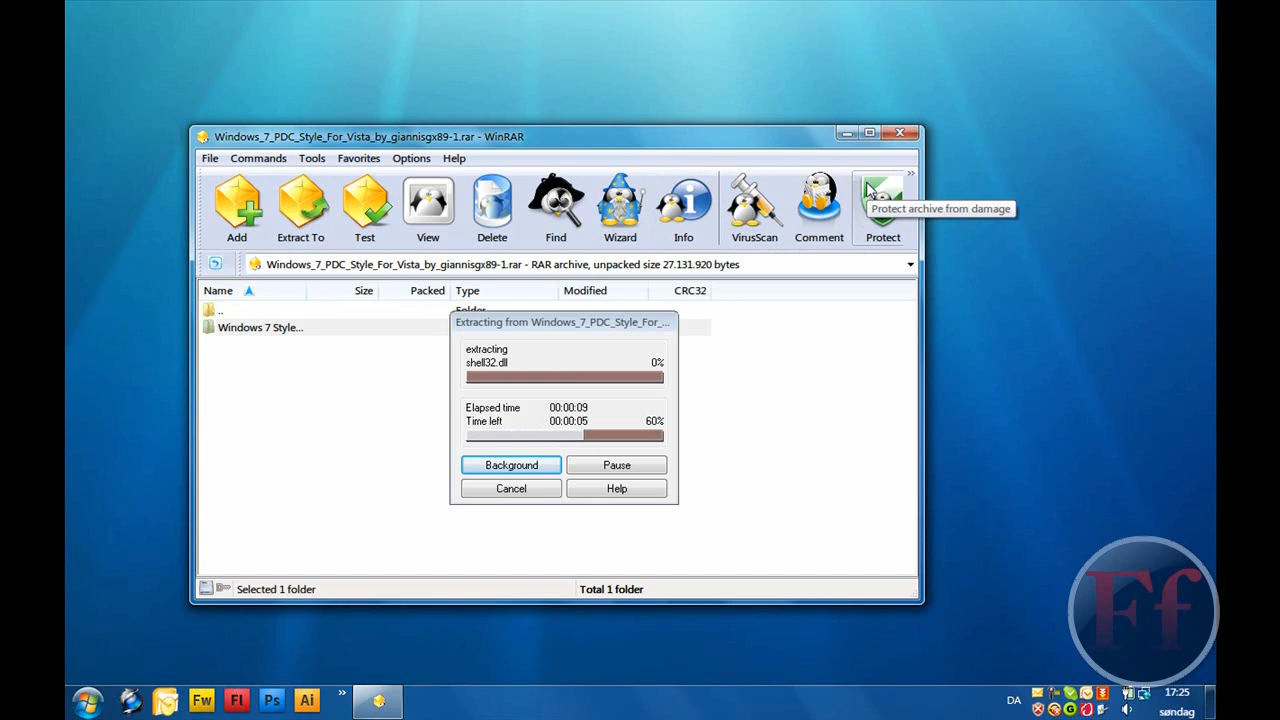 Windows_7_PDC_Style_For_Vista_by_giannisgx89-1.rar - WinRAR
File Commands Tools Favorites Options Help
Protect archive from damage
Add Extract To Test View Delete Find Wizard Info VirusScan Comment Protect
Windows_7_PDC_Style_For_Vista_by_giannisgx89-1.rar - RAR archive, unpacked size 27.131.920 bytes
Name Size Packed Type Modified CRC32
.. Folder
Windows 7 Style...
Extracting from Windows_7_PDC_Style_For_...
extracting
shell32.dll 0%
Elapsed time 00:00:09
Time left 00:00:05 60%
Background Pause
Cancel Help
Selected 1 folder Total 1 folder
Ff
Fw Fl Ps Ai » DA 17:25
søndag